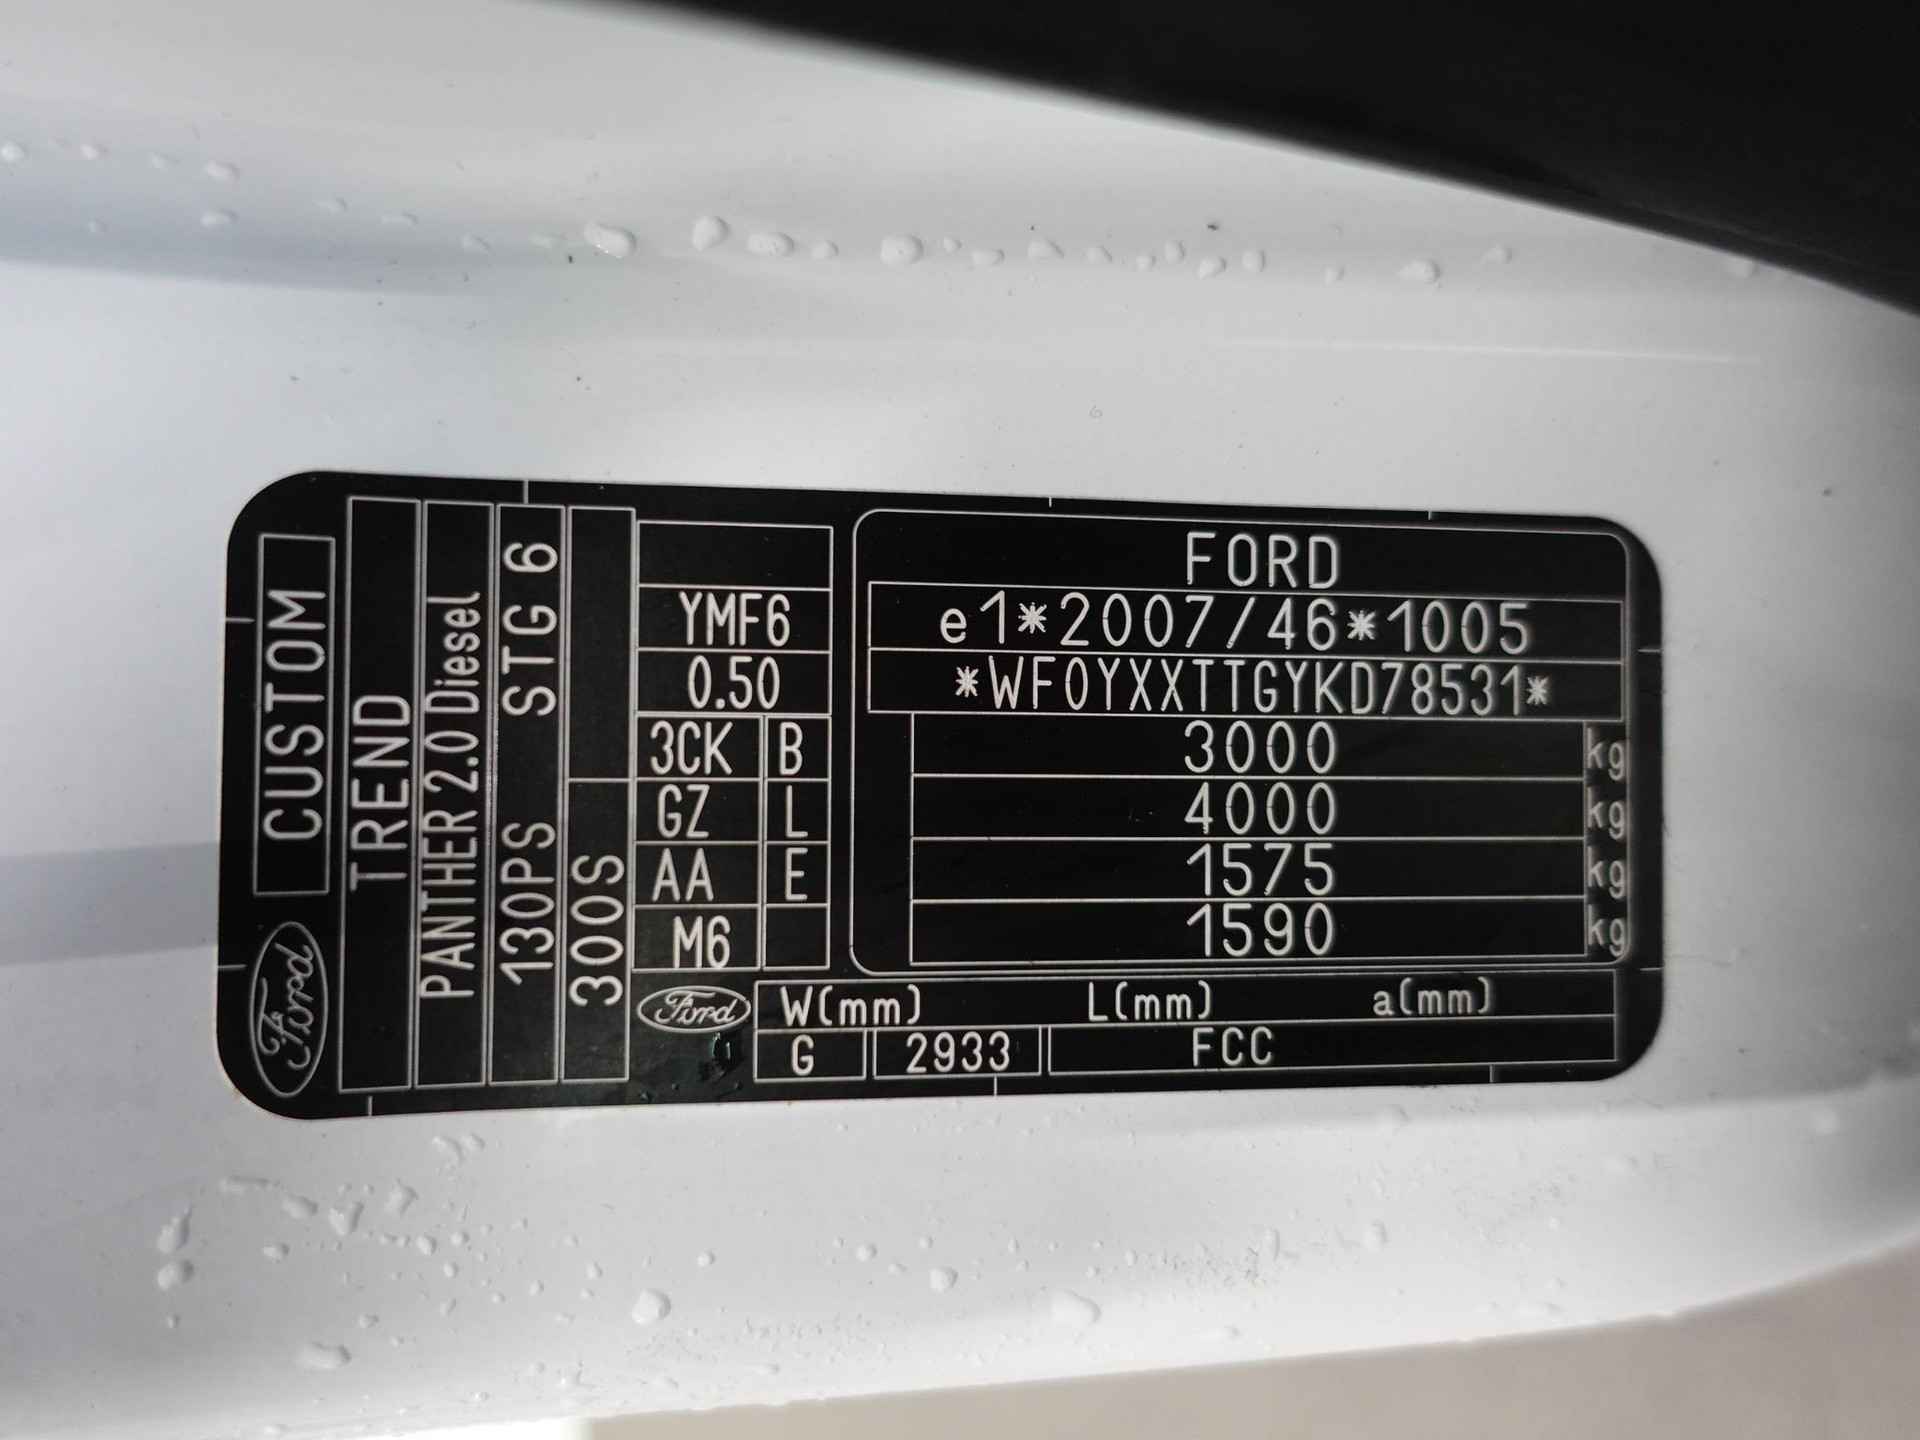 Ford
CUSTOM
TREND
PANTHER 2.0 Diesel
130PS STG 6
300S
YMF6
0.50
3CK B
GZ L
AA E
M6
FORD
e1*2007/46*1005
*WF0YXXTTGYKD78531*
3000 kg
4000 kg
1575 kg
1590 kg
Ford
W(mm) L(mm) a(mm)
G 2933 FCC